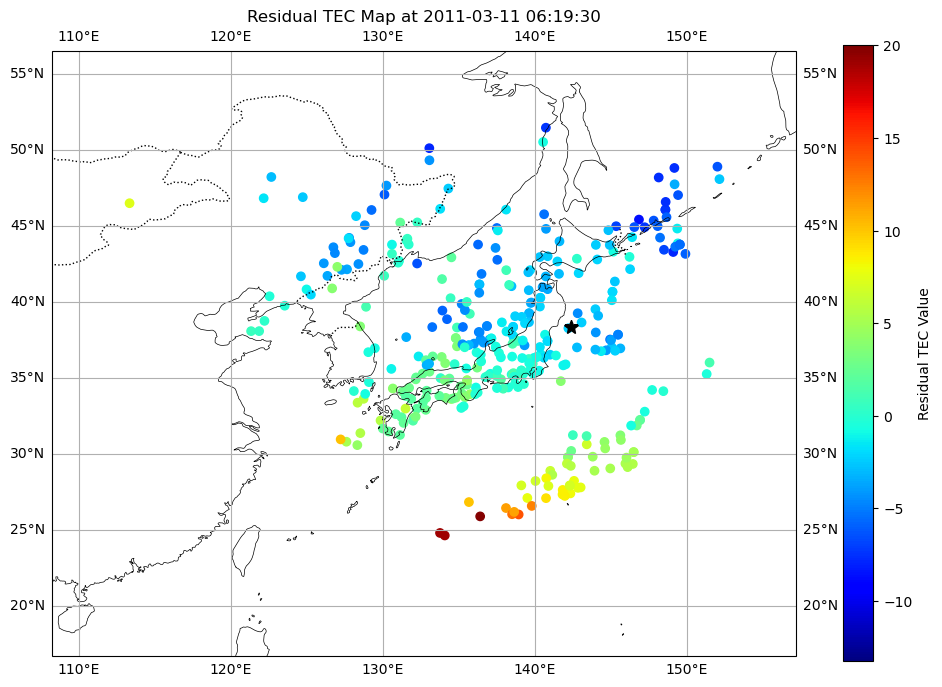 Residual TEC Map at 2011-03-11 06:19:30
110°E 120°E 130°E 140°E 150°E
55°N 55°N
50°N 50°N
45°N 45°N
40°N 40°N
35°N 35°N
30°N 30°N
25°N 25°N
20°N 20°N
110°E 120°E 130°E 140°E 150°E
20
15
10
5
0
−5
−10
Residual TEC Value